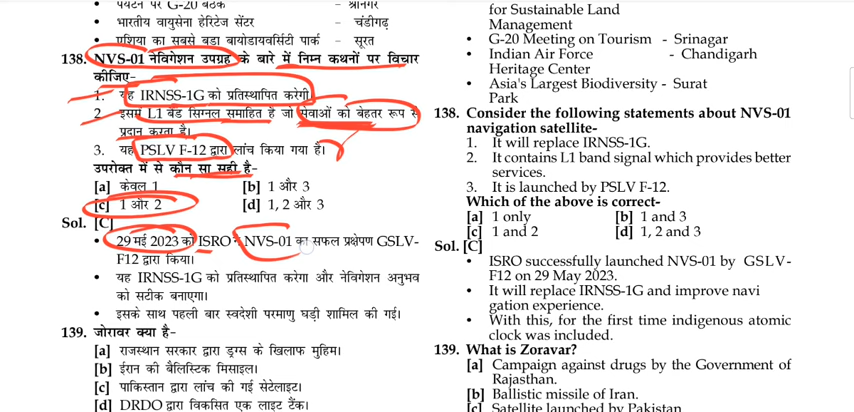 • पर्यटन पर G-20 बैठक – श्रीनगर
• भारतीय वायुसेना हेरिटेज सेंटर – चंडीगढ़
• एशिया का सबसे बड़ा बायोडायवर्सिटी पार्क – सूरत
138. NVS-01 नेविगेशन उपग्रह के बारे में निम्न कथनों पर विचार
कीजिए-
1. यह IRNSS-1G को प्रतिस्थापित करेगी।
2. इसमें L1 बैंड सिग्नल समाहित है जो सेवाओं को बेहतर रूप से
प्रदान करता है।
3. यह PSLV F-12 द्वारा लांच किया गया है।
उपरोक्त में से कौन सा सही है-
[a] केवल 1 [b] 1 और 3
[c] 1 और 2 [d] 1, 2 और 3
Sol. [C]
• 29 मई 2023 को ISRO ने NVS-01 का सफल प्रक्षेपण GSLV-
F12 द्वारा किया।
• यह IRNSS-1G को प्रतिस्थापित करेगा और नेविगेशन अनुभव
को सटीक बनाएगा।
• इसके साथ पहली बार स्वदेशी परमाणु घड़ी शामिल की गई।
139. जोरावर क्या है-
[a] राजस्थान सरकार द्वारा ड्रग्स के खिलाफ मुहिम।
[b] ईरान की बैलिस्टिक मिसाइल।
[c] पाकिस्तान द्वारा लांच की गई सेटेलाइट।
[d] DRDO द्वारा विकसित एक लाइट टैंक।
for Sustainable Land
Management
• G-20 Meeting on Tourism - Srinagar
• Indian Air Force - Chandigarh
Heritage Center
• Asia's Largest Biodiversity - Surat
Park
138. Consider the following statements about NVS-01
navigation satellite-
1. It will replace IRNSS-1G.
2. It contains L1 band signal which provides better
services.
3. It is launched by PSLV F-12.
Which of the above is correct-
[a] 1 only [b] 1 and 3
[c] 1 and 2 [d] 1, 2 and 3
Sol. [C]
• ISRO successfully launched NVS-01 by GSLV-
F12 on 29 May 2023.
• It will replace IRNSS-1G and improve navi
gation experience.
• With this, for the first time indigenous atomic
clock was included.
139. What is Zoravar?
[a] Campaign against drugs by the Government of
Rajasthan.
[b] Ballistic missile of Iran.
[c] Satellite launched by Pakistan.